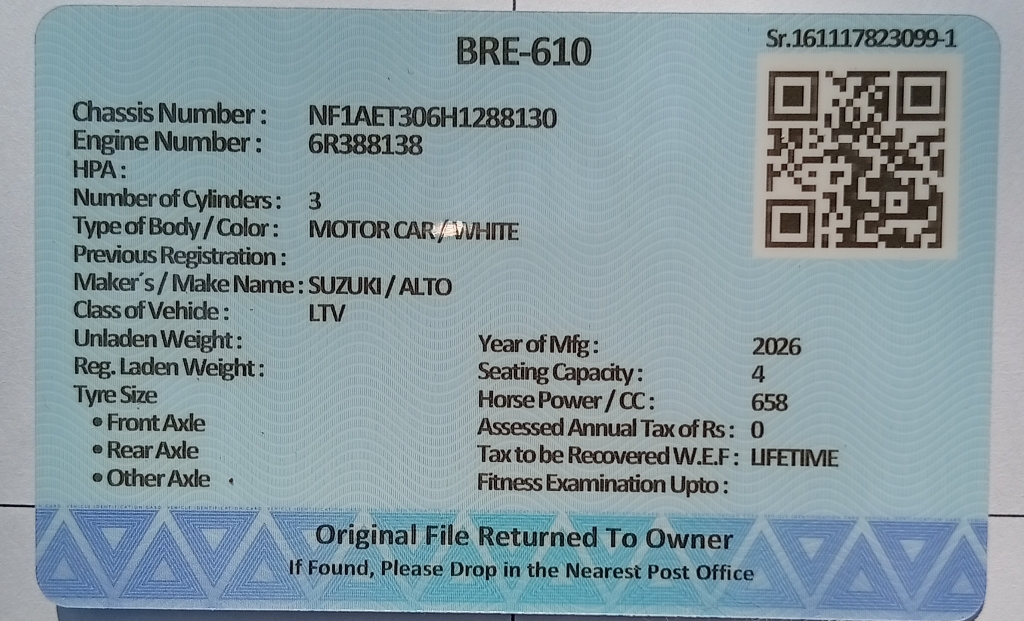 BRE-610
Sr.161117823099-1
Chassis Number : NF1AET306H1288130
Engine Number : 6R388138
HPA :
Number of Cylinders : 3
Type of Body / Color : MOTOR CAR / WHITE
Previous Registration :
Maker´s / Make Name : SUZUKI / ALTO
Class of Vehicle : LTV
Unladen Weight :
Reg. Laden Weight :
Tyre Size
• Front Axle
• Rear Axle
• Other Axle
Year of Mfg : 2026
Seating Capacity : 4
Horse Power / CC : 658
Assessed Annual Tax of Rs : 0
Tax to be Recovered W.E.F : LIFETIME
Fitness Examination Upto :
Original File Returned To Owner
If Found, Please Drop in the Nearest Post Office